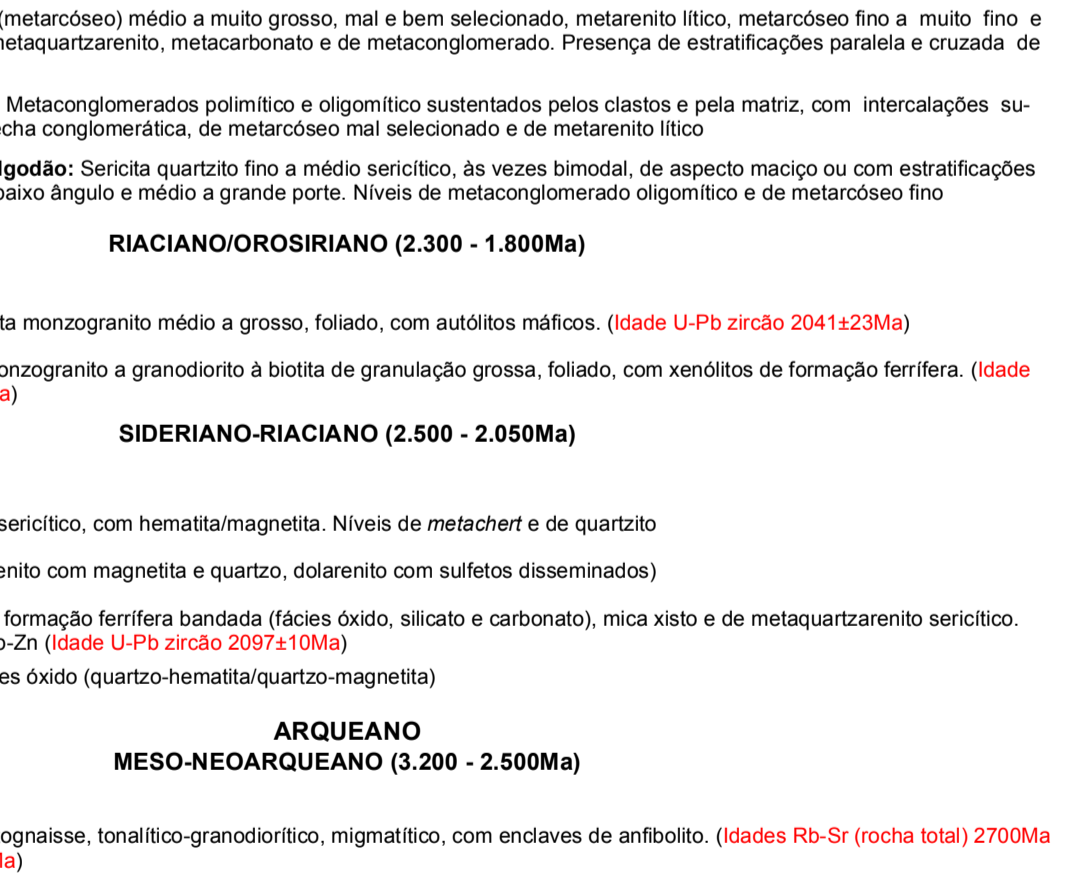 (metarcóseo) médio a muito grosso, mal e bem selecionado, metarenito lítico, metarcóseo fino a muito fino e
metaquartzarenito, metacarbonato e de metaconglomerado. Presença de estratificações paralela e cruzada de
Metaconglomerados polimítico e oligomítico sustentados pelos clastos e pela matriz, com intercalações su-
echa conglomerática, de metarcóseo mal selecionado e de metarenito lítico
lgodão: Sericita quartzito fino a médio sericítico, às vezes bimodal, de aspecto maciço ou com estratificações
baixo ângulo e médio a grande porte. Níveis de metaconglomerado oligomítico e de metarcóseo fino
RIACIANO/OROSIRIANO (2.300 - 1.800Ma)
ta monzogranito médio a grosso, foliado, com autólitos máficos. (Idade U-Pb zircão 2041±23Ma)
onzogranito a granodiorito à biotita de granulação grossa, foliado, com xenólitos de formação ferrífera. (Idade
a)
SIDERIANO-RIACIANO (2.500 - 2.050Ma)
sericítico, com hematita/magnetita. Níveis de metachert e de quartzito
enito com magnetita e quartzo, dolarenito com sulfetos disseminados)
formação ferrífera bandada (fácies óxido, silicato e carbonato), mica xisto e de metaquartzarenito sericítico.
b-Zn (Idade U-Pb zircão 2097±10Ma)
es óxido (quartzo-hematita/quartzo-magnetita)
ARQUEANO
MESO-NEOARQUEANO (3.200 - 2.500Ma)
ognaisse, tonalítico-granodiorítico, migmatítico, com enclaves de anfibolito. (Idades Rb-Sr (rocha total) 2700Ma
Ma)